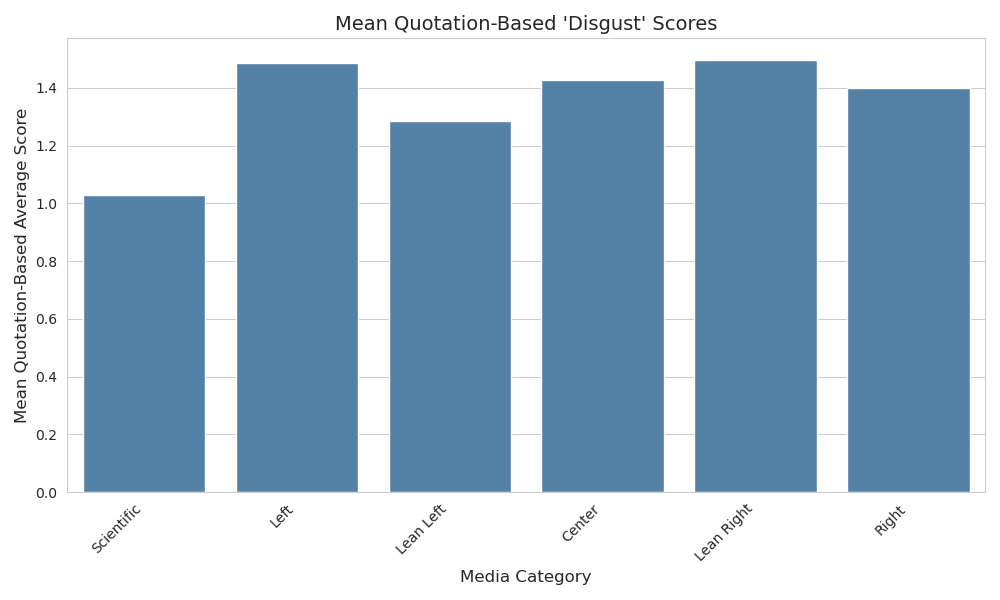 Mean Quotation-Based 'Disgust' Scores
Mean Quotation-Based Average Score
1.4
1.2
1.0
0.8
0.6
0.4
0.2
0.0
Scientific
Left
Lean Left
Center
Lean Right
Right
Media Category